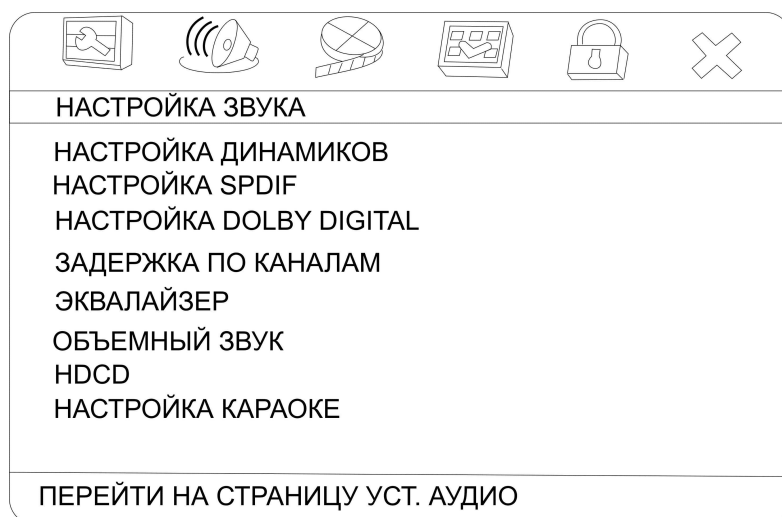 НАСТРОЙКА ЗВУКА
НАСТРОЙКА ДИНАМИКОВ
НАСТРОЙКА SPDIF
НАСТРОЙКА DOLBY DIGITAL
ЗАДЕРЖКА ПО КАНАЛАМ
ЭКВАЛАЙЗЕР
ОБЪЕМНЫЙ ЗВУК
HDCD
НАСТРОЙКА КАРАОКЕ
ПЕРЕЙТИ НА СТРАНИЦУ УСТ. АУДИО